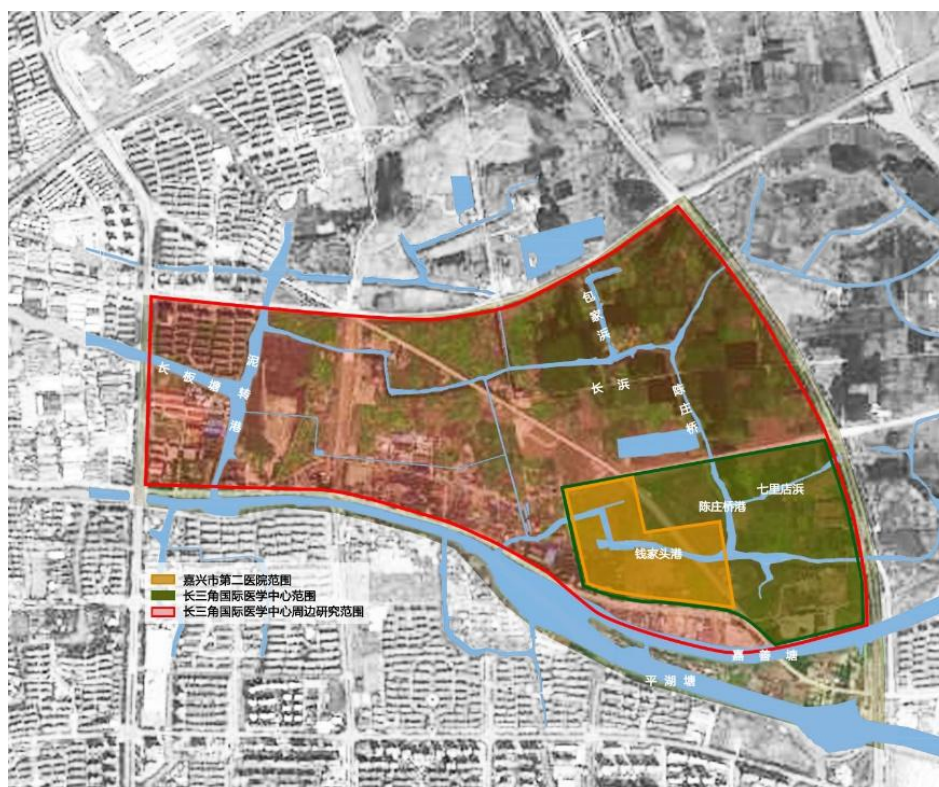 包家浜
长浜
陈庄桥
长板塘
泥转港
七里店浜
陈庄桥港
钱家头港
嘉兴市第二医院范围
长三角国际医学中心范围
长三角国际医学中心周边研究范围
嘉善塘
平湖塘